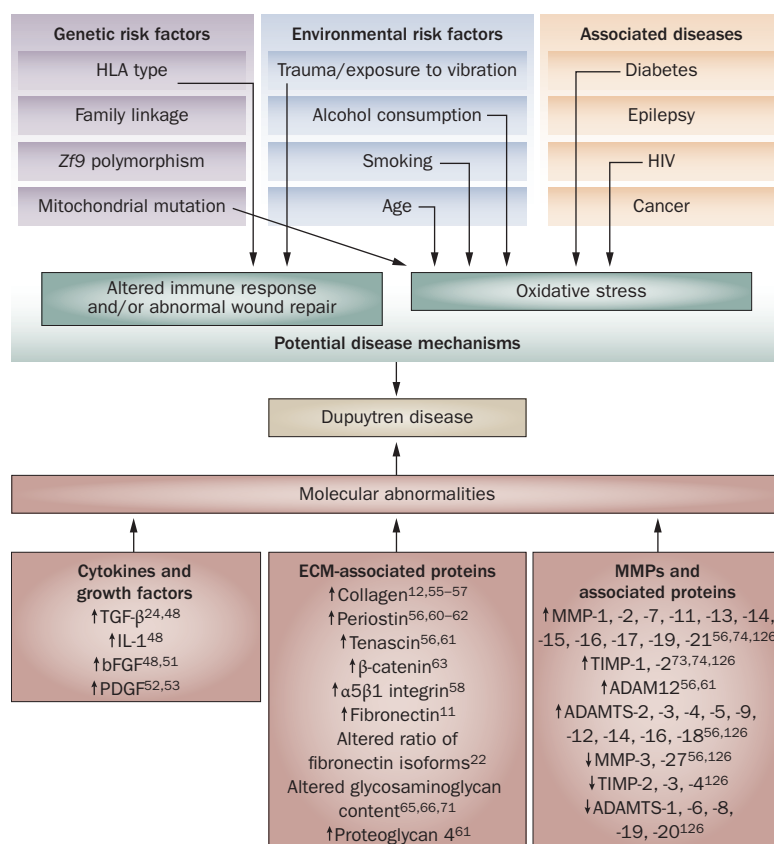 Genetic risk factors
HLA type
Family linkage
Zf9 polymorphism
Mitochondrial mutation
Environmental risk factors
Trauma/exposure to vibration
Alcohol consumption
Smoking
Age
Associated diseases
Diabetes
Epilepsy
HIV
Cancer
Altered immune response
and/or abnormal wound repair
Oxidative stress
Potential disease mechanisms
Dupuytren disease
Molecular abnormalities
Cytokines and
growth factors
↑TGF-β24,48
↑IL-148
↑bFGF48,51
↑PDGF52,53
ECM-associated proteins
↑Collagen12,55–57
↑Periostin56,60–62
↑Tenascin56,61
↑β-catenin63
↑α5β1 integrin58
↑Fibronectin11
Altered ratio of
fibronectin isoforms22
Altered glycosaminoglycan
content65,66,71
↑Proteoglycan 461
MMPs and
associated proteins
↑MMP-1, -2, -7, -11, -13, -14,
-15, -16, -17, -19, -2156,74,126
↑TIMP-1, -273,74,126
↑ADAM1256,61
↑ADAMTS-2, -3, -4, -5, -9,
-12, -14, -16, -1856,126
↓MMP-3, -2756,126
↓TIMP-2, -3, -4126
↓ADAMTS-1, -6, -8,
-19, -20126